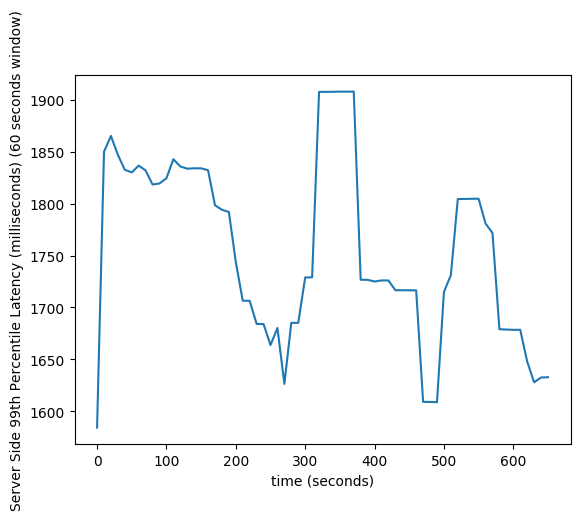 Server Side 99th Percentile Latency (milliseconds) (60 seconds window)
1900
1850
1800
1750
1700
1650
1600
0 100 200 300 400 500 600
time (seconds)